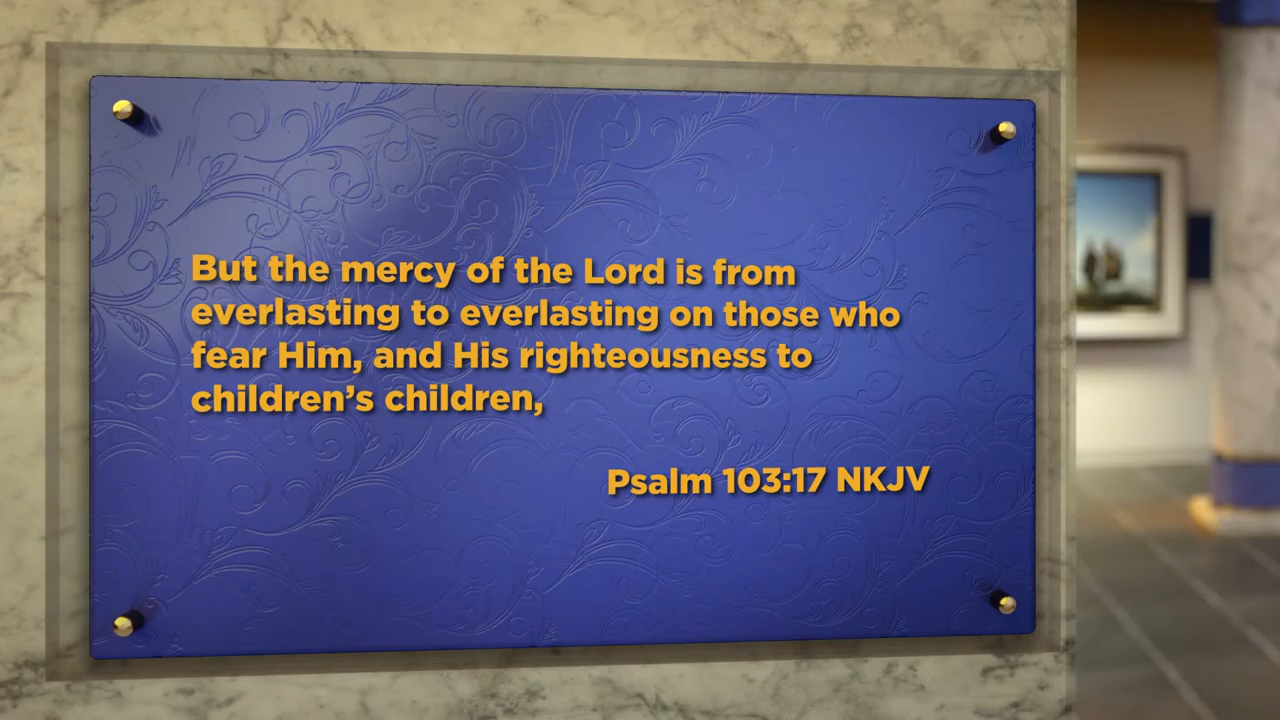 But the mercy of the Lord is from
everlasting to everlasting on those who
fear Him, and His righteousness to
children’s children,
Psalm 103:17 NKJV